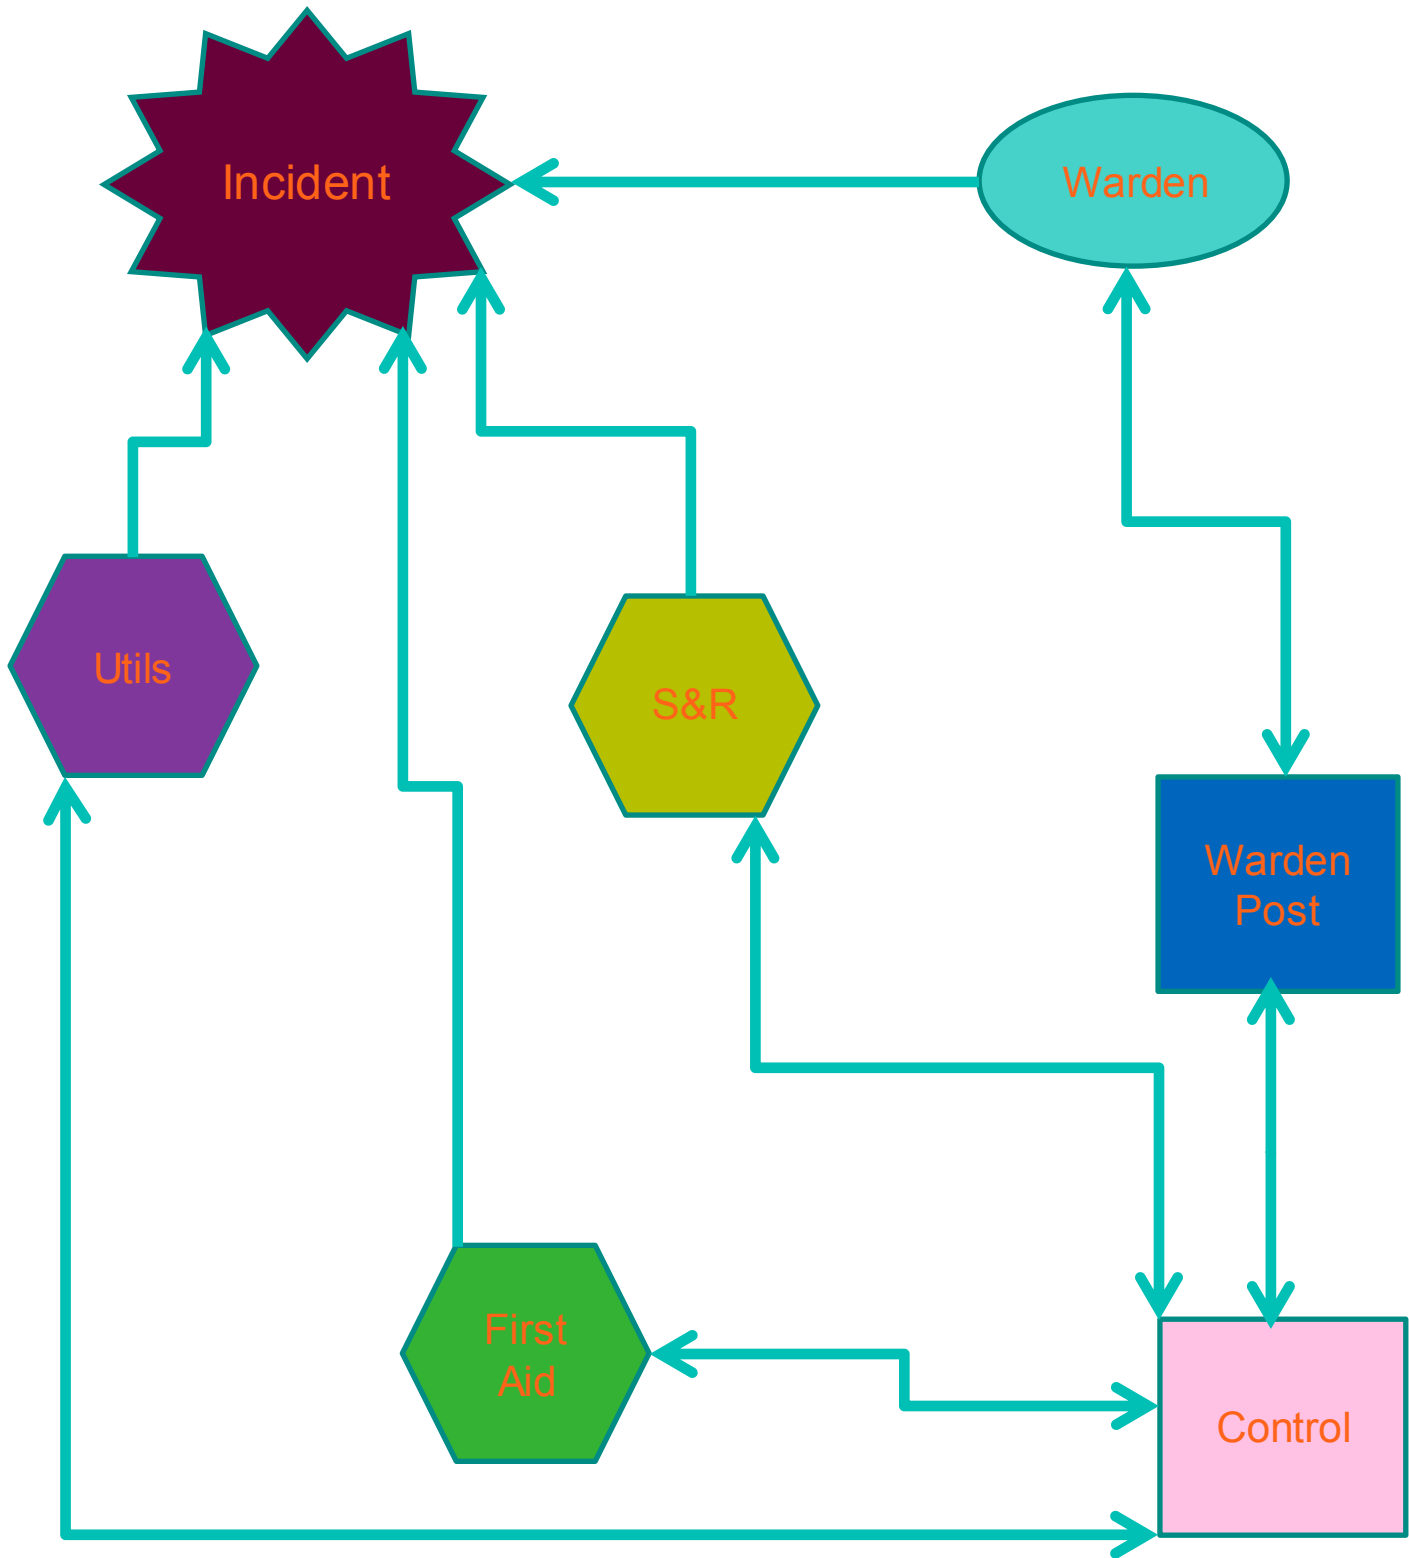 Incident
Warden
Utils
S&R
Warden
Post
First
Aid
Control